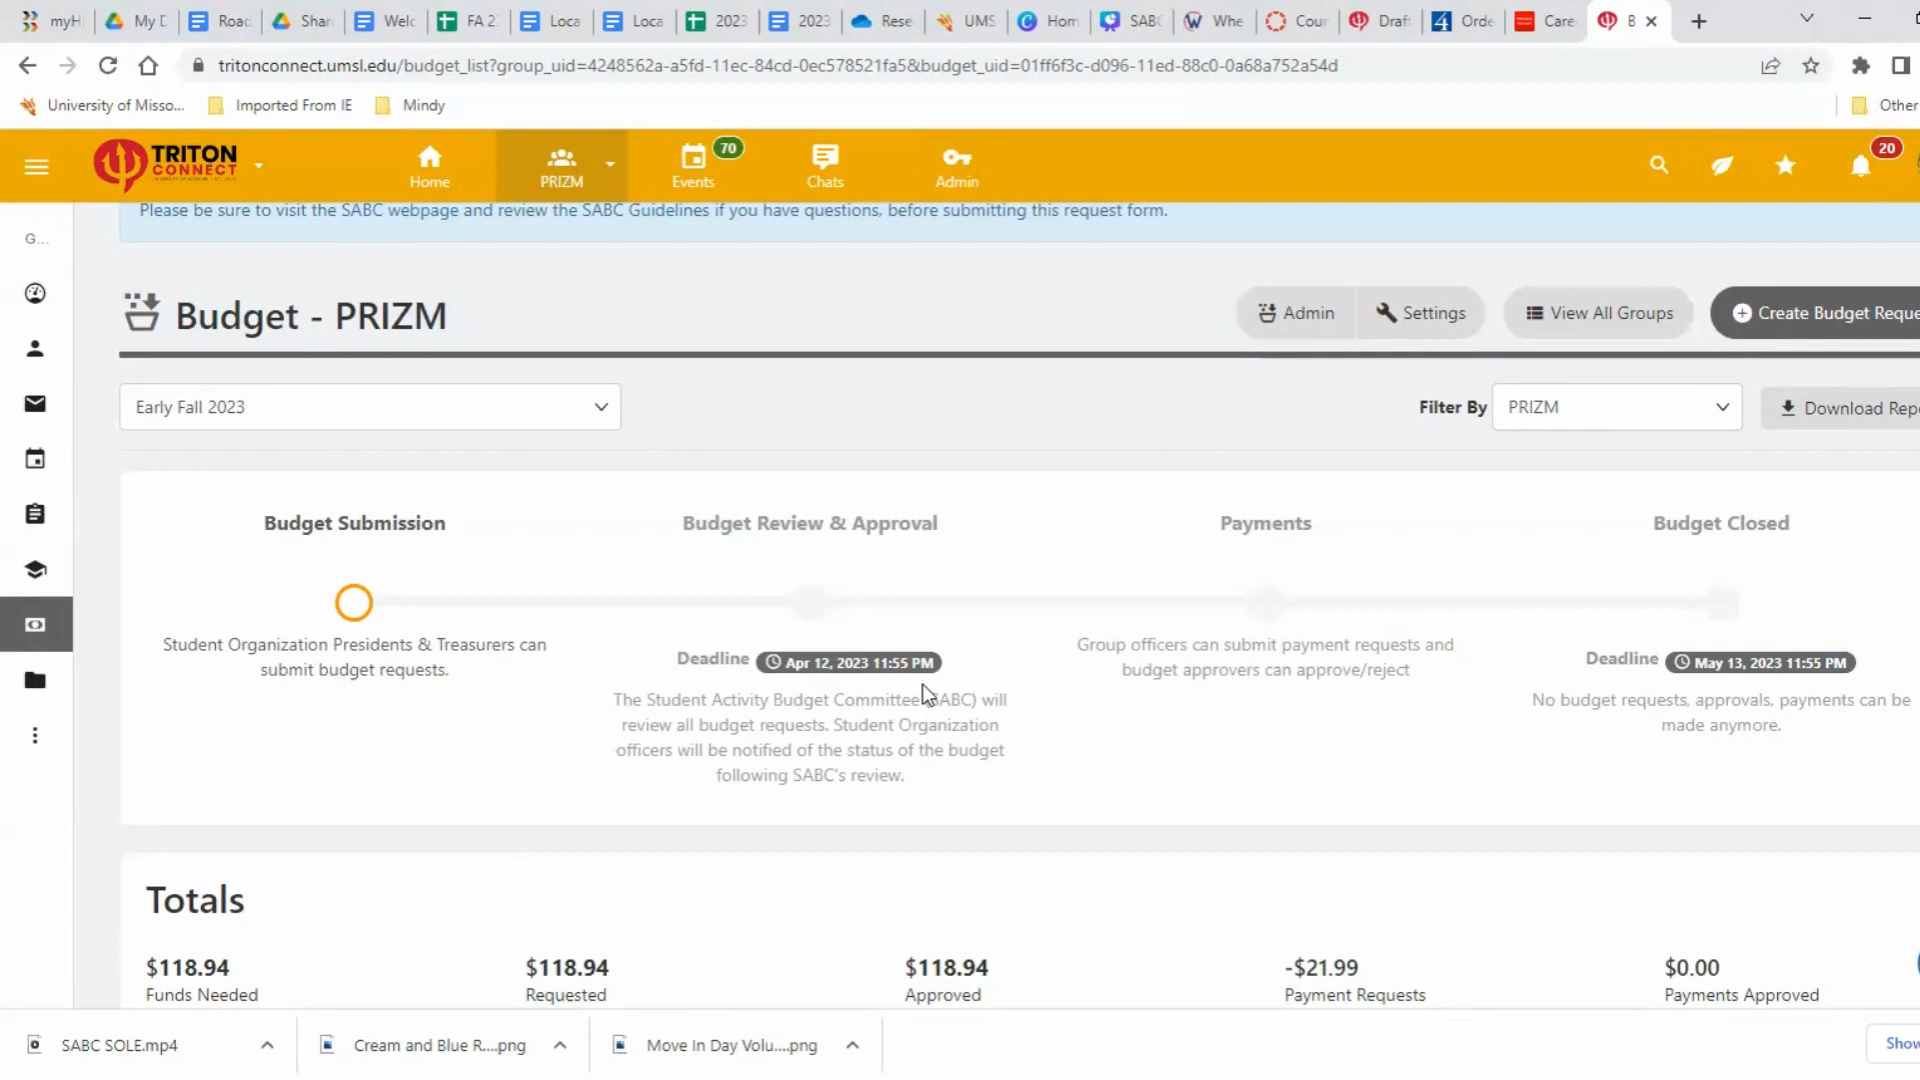 myH
My D
Road
Shar
Welc
FA 2
Loca
Loca
2023
2023
Rese
UMS
Hom
SABC
Whe
Cour
Draft
Orde
Care
B
tritonconnect.umsl.edu/budget_list?group_uid=4248562a-a5fd-11ec-84cd-0ec578521fa5&budget_uid=01ff6f3c-d096-11ed-88c0-0a68a752a54d
University of Misso...
Imported From IE
Mindy
Other
TRITON
CONNECT
Home
PRIZM
70
Events
Chats
Admin
20
Please be sure to visit the SABC webpage and review the SABC Guidelines if you have questions, before submitting this request form.
G...
Budget - PRIZM
Admin
Settings
View All Groups
Create Budget Reque
Early Fall 2023
Filter By
PRIZM
Download Rep
Budget Submission
Budget Review & Approval
Payments
Budget Closed
Student Organization Presidents & Treasurers can
submit budget requests.
Deadline Apr 12, 2023 11:55 PM
The Student Activity Budget Committee SABC) will
review all budget requests. Student Organization
officers will be notified of the status of the budget
following SABC's review.
Group officers can submit payment requests and
budget approvers can approve/reject
Deadline May 13, 2023 11:55 PM
No budget requests, approvals, payments can be
made anymore.
Totals
$118.94
Funds Needed
$118.94
Requested
$118.94
Approved
-$21.99
Payment Requests
$0.00
Payments Approved
SABC SOLE.mp4
Cream and Blue R....png
Move In Day Volu....png
Show